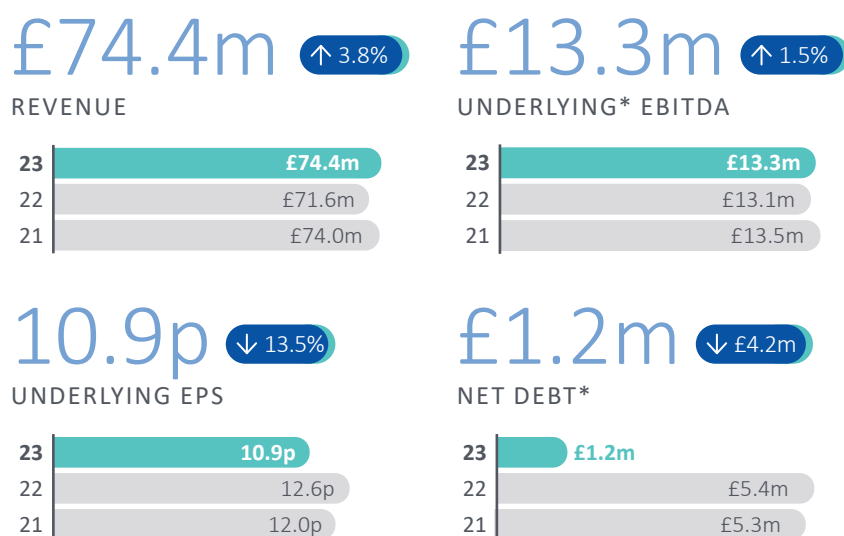 £74.4m ↑ 3.8%
REVENUE
23 £74.4m
22 £71.6m
21 £74.0m
£13.3m ↑ 1.5%
UNDERLYING* EBITDA
23 £13.3m
22 £13.1m
21 £13.5m
10.9p ↓ 13.5%
UNDERLYING EPS
23 10.9p
22 12.6p
21 12.0p
£1.2m ↓ £4.2m
NET DEBT*
23 £1.2m
22 £5.4m
21 £5.3m